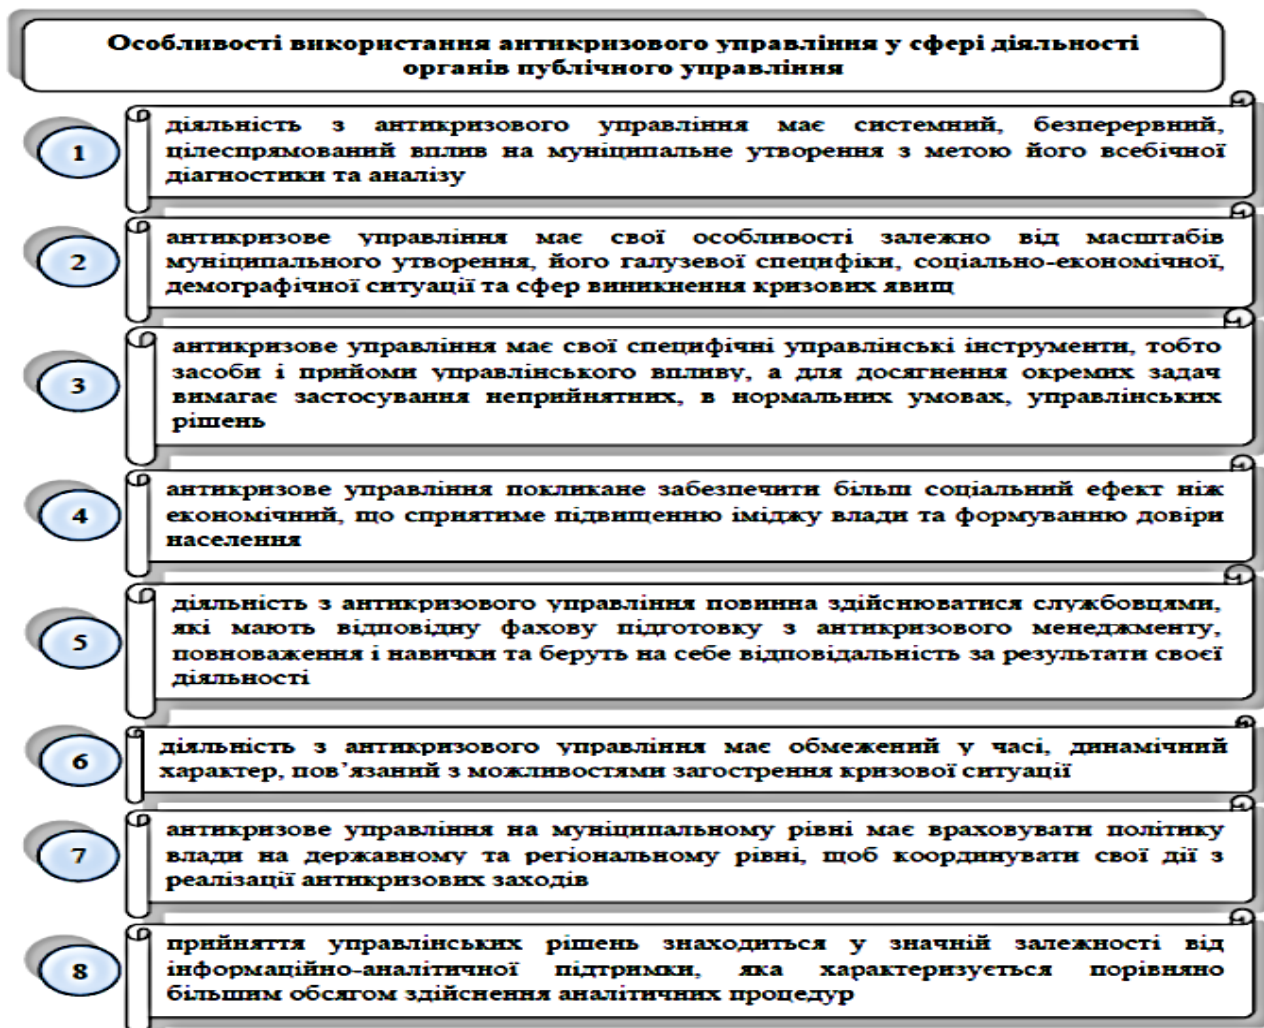 Особливості використання антикризового управління у сфері діяльності
органів публічного управління
1
діяльність з антикризового управління має системний, безперервний,
цілеспрямований вплив на муніципальне утворення з метою його всебічної
діагностики та аналізу
2
антикризове управління має свої особливості залежно від масштабів
муніципального утворення, його галузевої специфіки, соціально-економічної,
демографічної ситуації та сфер виникнення кризових явищ
3
антикризове управління має свої специфічні управлінські інструменти, тобто
засоби і прийоми управлінського впливу, а для досягнення окремих задач
вимагає застосування неприйнятних, в нормальних умовах, управлінських
рішень
4
антикризове управління покликане забезпечити більш соціальний ефект ніж
економічний, що сприятиме підвищенню іміджу влади та формуванню довіри
населення
5
діяльність з антикризового управління повинна здійснюватися службовцями,
які мають відповідну фахову підготовку з антикризового менеджменту,
повноваження і навички та беруть на себе відповідальність за результати своєї
діяльності
6
діяльність з антикризового управління має обмежений у часі, динамічний
характер, пов’язаний з можливостями загострення кризової ситуації
7
антикризове управління на муніципальному рівні має враховувати політику
влади на державному та регіональному рівні, щоб координувати свої дії з
реалізації антикризових заходів
8
прийняття управлінських рішень знаходиться у значній залежності від
інформаційно-аналітичної підтримки, яка характеризується порівняно
більшим обсягом здійснення аналітичних процедур